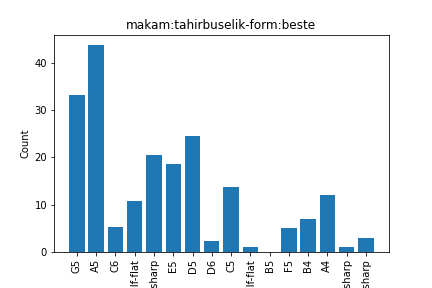 makam:tahirbuselik-form:beste
Count
40
30
20
10
0
G5
A5
C6
lf-flat
sharp
E5
D5
D6
C5
lf-flat
B5
F5
B4
A4
sharp
sharp